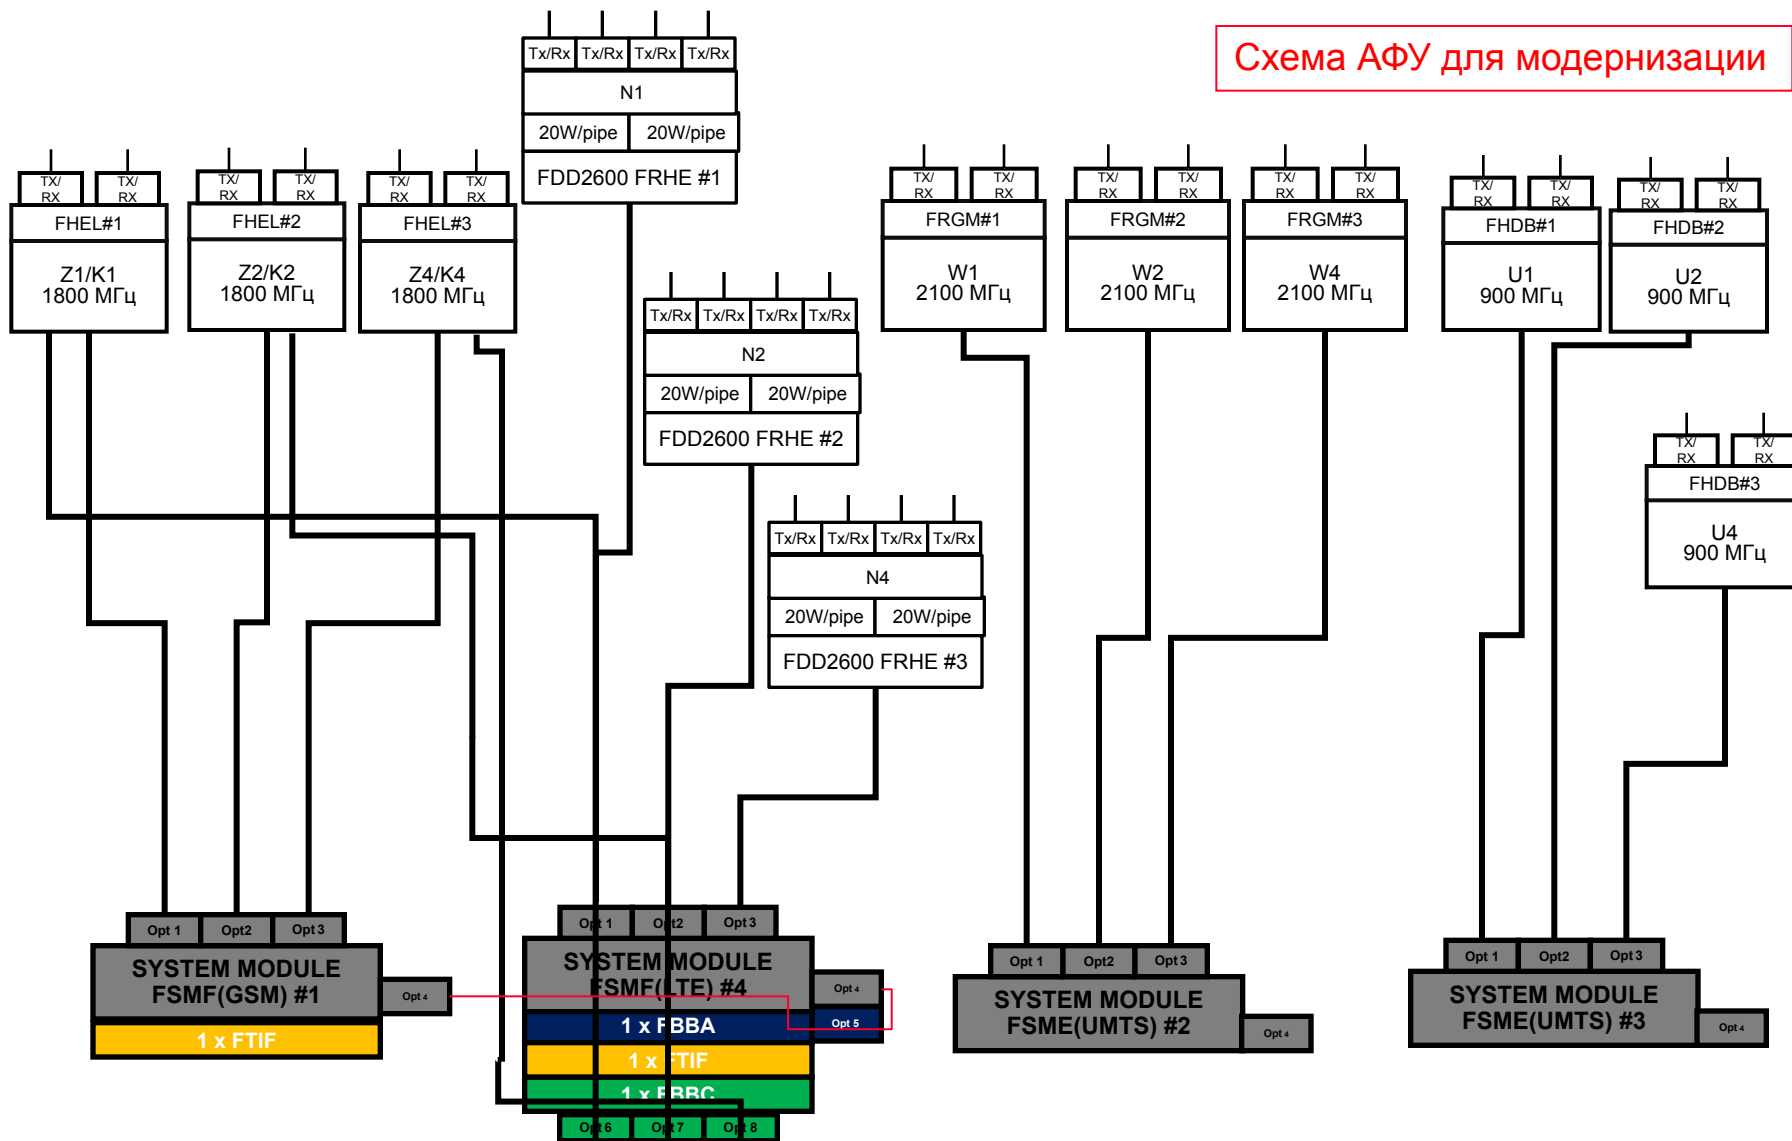 Схема АФУ для модернизации
Tx/Rx Tx/Rx Tx/Rx Tx/Rx
N1
20W/pipe 20W/pipe
FDD2600 FRHE #1
TX/
RX
TX/
RX
FHEL#1
Z1/K1
1800 МГц
TX/
RX
TX/
RX
FHEL#2
Z2/K2
1800 МГц
TX/
RX
TX/
RX
FHEL#3
Z4/K4
1800 МГц
Tx/Rx Tx/Rx Tx/Rx Tx/Rx
N2
20W/pipe 20W/pipe
FDD2600 FRHE #2
Tx/Rx Tx/Rx Tx/Rx Tx/Rx
N4
20W/pipe 20W/pipe
FDD2600 FRHE #3
TX/
RX
TX/
RX
FRGM#1
W1
2100 МГц
TX/
RX
TX/
RX
FRGM#2
W2
2100 МГц
TX/
RX
TX/
RX
FRGM#3
W4
2100 МГц
TX/
RX
TX/
RX
FHDB#1
U1
900 МГц
TX/
RX
TX/
RX
FHDB#2
U2
900 МГц
TX/
RX
TX/
RX
FHDB#3
U4
900 МГц
Opt 1 Opt2 Opt 3
SYSTEM MODULE
FSMF(GSM) #1
Opt 4
1 x FTIF
Opt 1 Opt2 Opt 3
SYSTEM MODULE
FSMF(LTE) #4
Opt 4
1 x FBBA
Opt 5
1 x FTIF
1 x FBBC
Opt 6 Opt 7 Opt 8
Opt 1 Opt2 Opt 3
SYSTEM MODULE
FSME(UMTS) #2
Opt 4
Opt 1 Opt2 Opt 3
SYSTEM MODULE
FSME(UMTS) #3
Opt 4